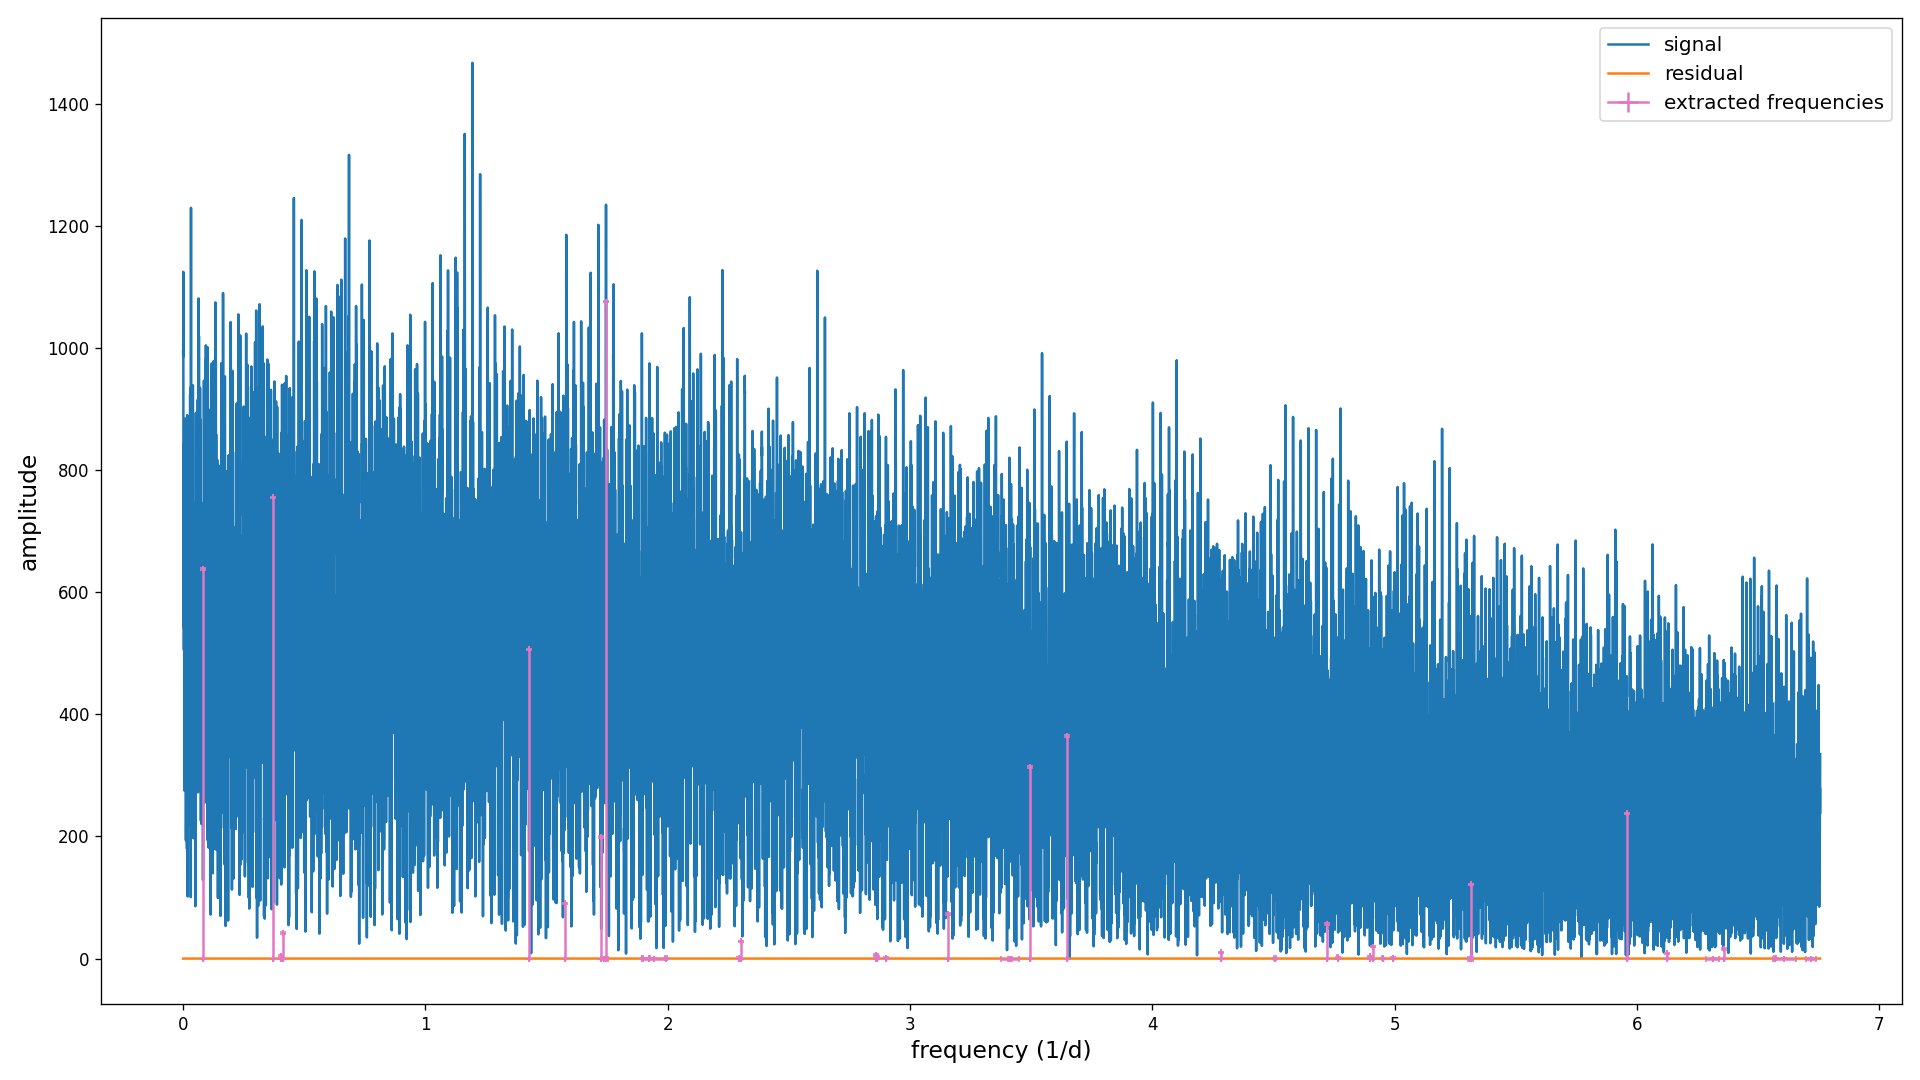 signal
residual
extracted frequencies
1400
1200
1000
800
600
400
200
0
amplitude
0 1 2 3 4 5 6 7
frequency (1/d)